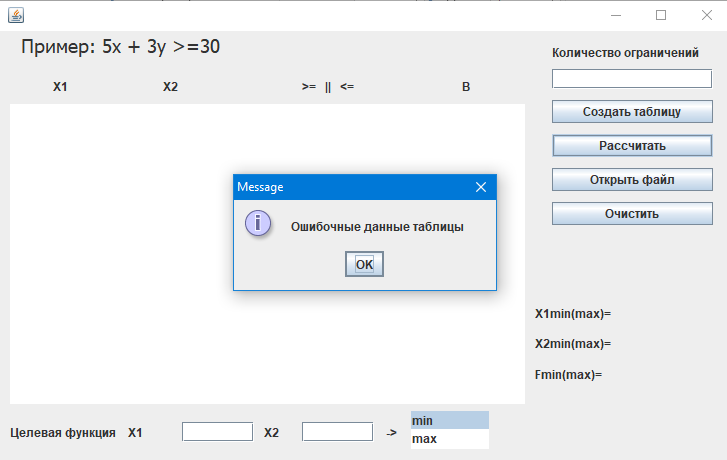 Пример: 5x + 3y >=30
Количество ограничений
X1 X2 >= || <= B
Создать таблицу
Рассчитать
Открыть файл
Очистить
Message
i
Ошибочные данные таблицы
OK
X1min(max)=
X2min(max)=
Fmin(max)=
Целевая функция X1 X2 -> min
max